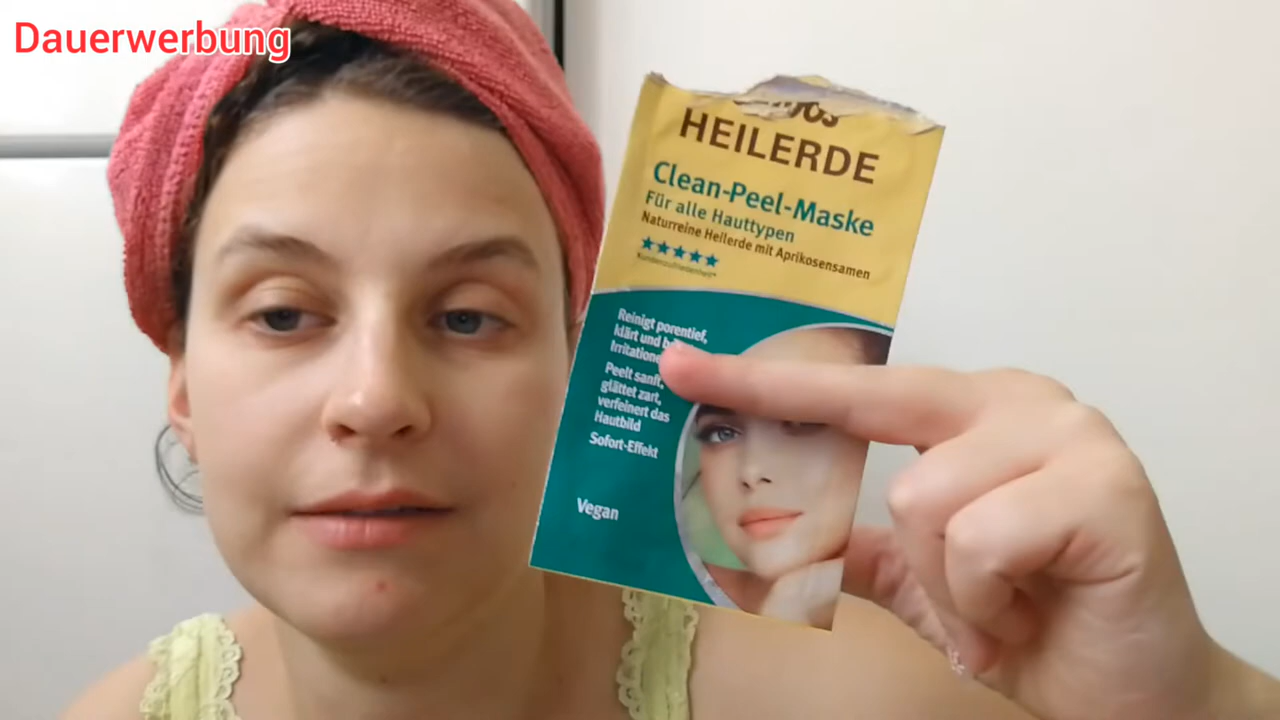 Dauerwerbung
HEILERDE
Clean-Peel-Maske
Für alle Hauttypen
Naturreine Heilerde mit Aprikosensamen
Kundenzufriedenheit*
Reinigt porentief,
klärt und
Peelt sanft,
glättet zart,
verfeinert das
Hautbild
Sofort-Effekt
Vegan